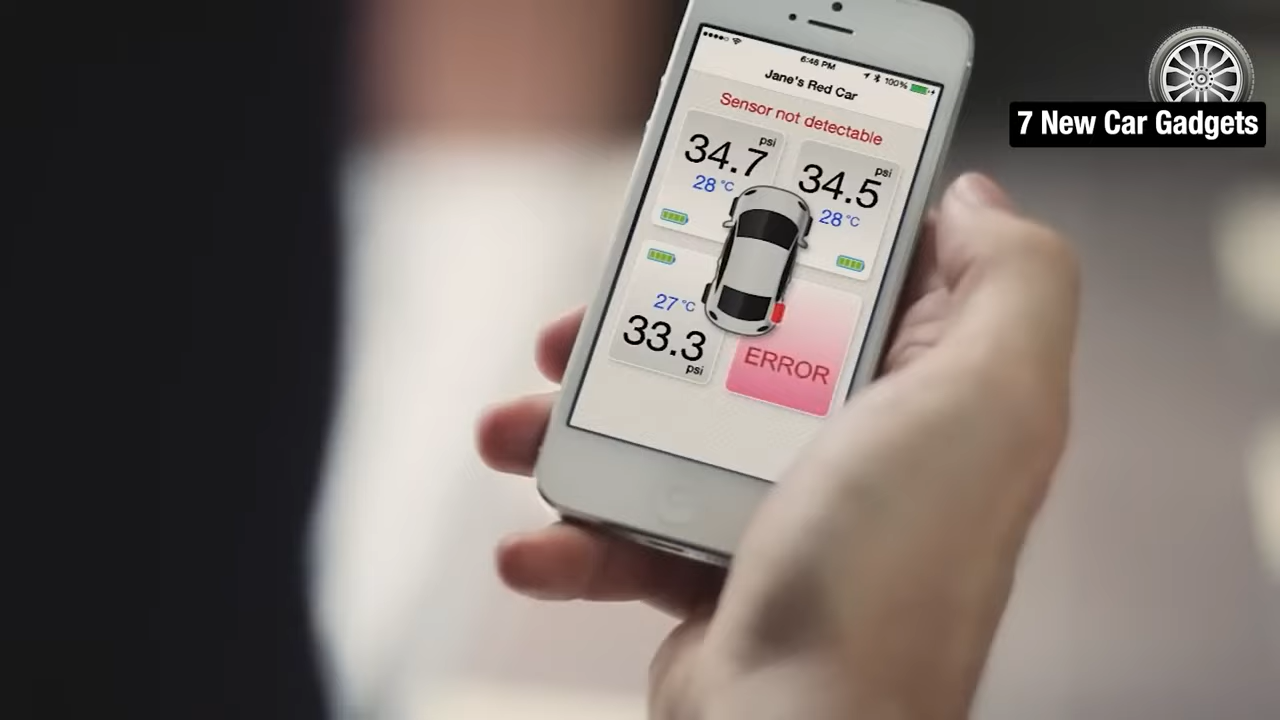 7 New Car Gadgets
6:46 PM
100%
Jane's Red Car
Sensor not detectable
psi
34.7
28 °C
psi
34.5
28 °C
27 °C
33.3
psi
ERROR